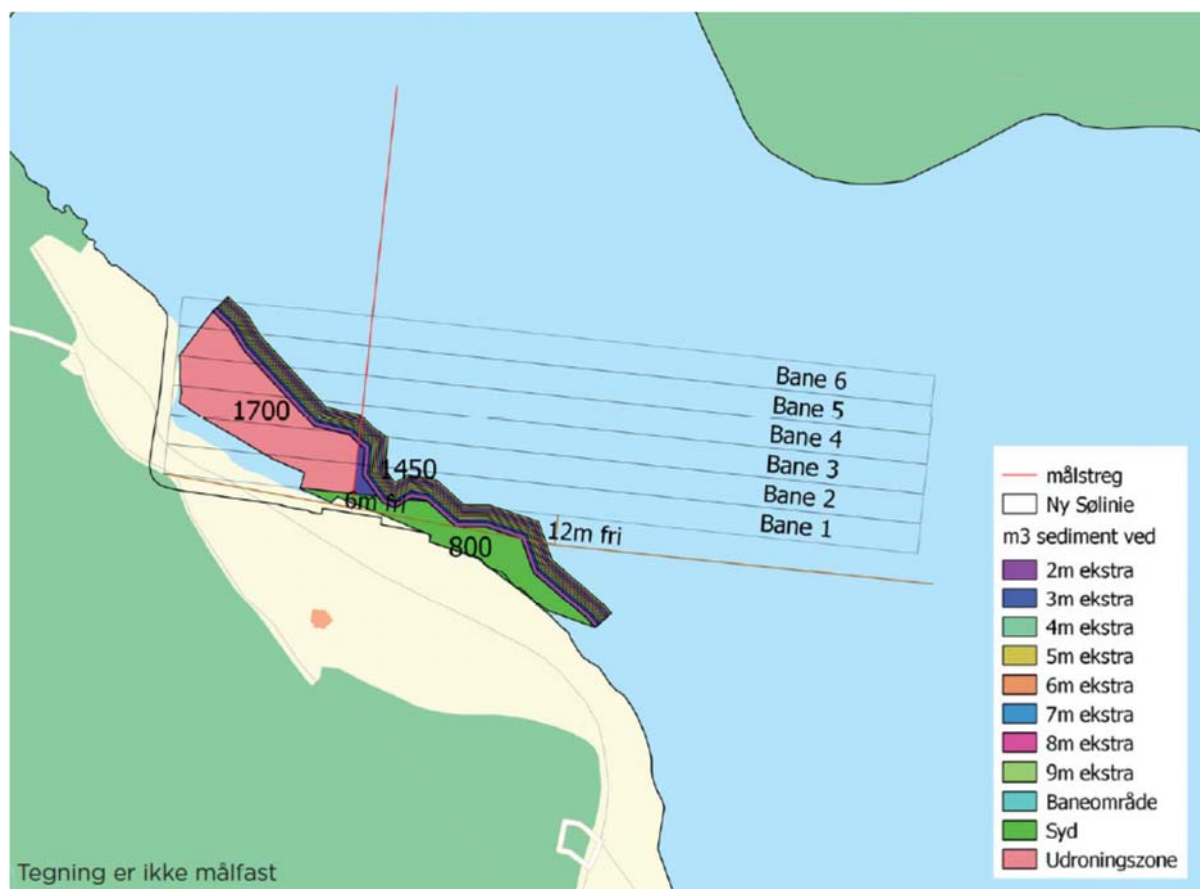 Bane 6
Bane 5
Bane 4
Bane 3
Bane 2
Bane 1
1700
1450
6m fri
12m fri
800
målstreg
Ny Sølinie
m3 sediment ved
2m ekstra
3m ekstra
4m ekstra
5m ekstra
6m ekstra
7m ekstra
8m ekstra
9m ekstra
Baneområde
Syd
Udroningszone
Tegning er ikke målfast